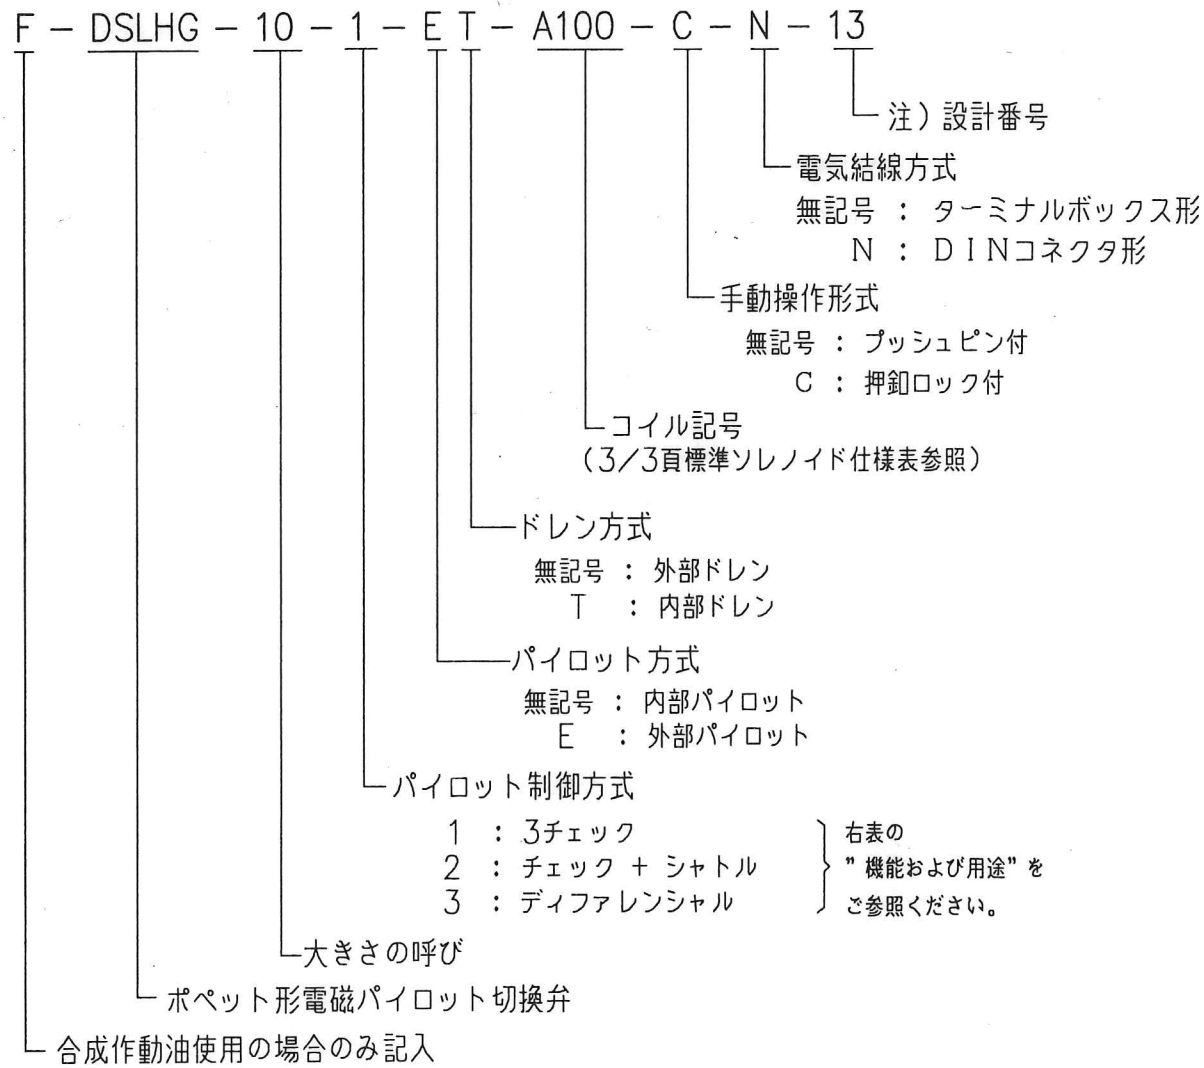 F － DSLHG － 10 － 1 － E T － A100 － C － N － 13
注）設計番号
電気結線方式
無記号 ： ターミナルボックス形
N ： DINコネクタ形
手動操作形式
無記号 ： プッシュピン付
C ： 押釦ロック付
コイル記号
（3／3頁標準ソレノイド仕様表参照）
ドレン方式
無記号 ： 外部ドレン
T ： 内部ドレン
パイロット方式
無記号 ： 内部パイロット
E ： 外部パイロット
パイロット制御方式
1 ： 3チェック
2 ： チェック + シャトル
3 ： ディファレンシャル
右表の
”機能および用途”を
ご参照ください。
大きさの呼び
ポペット形電磁パイロット切換弁
合成作動油使用の場合のみ記入